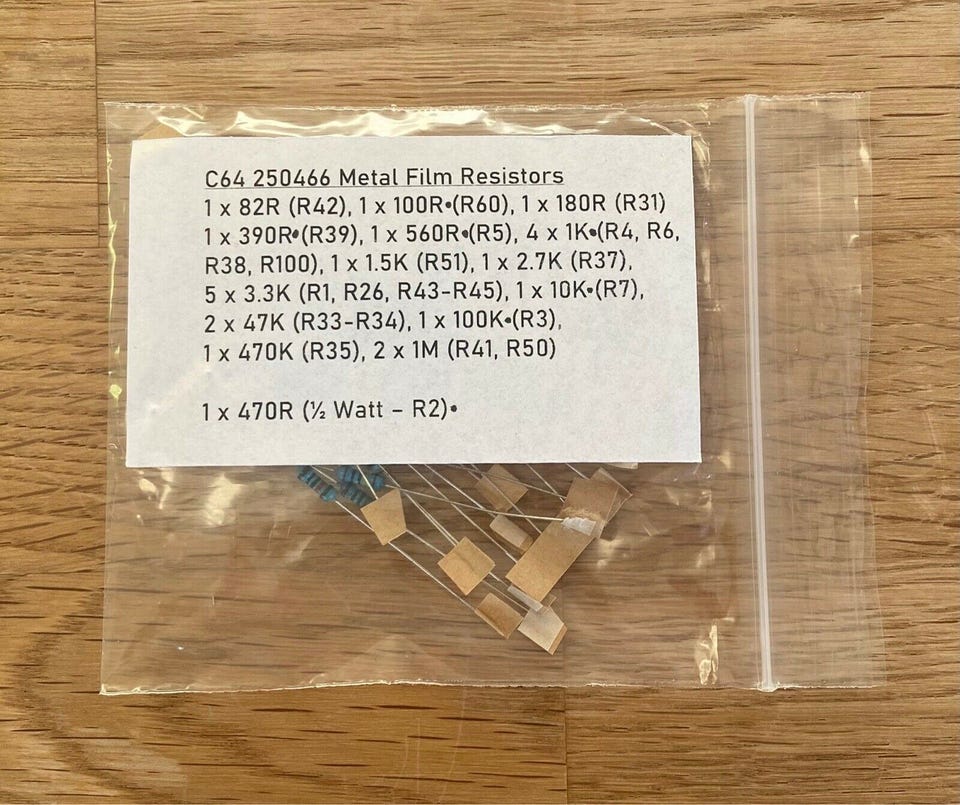 C64 250466 Metal Film Resistors
1 x 82R (R42), 1 x 100R•(R60), 1 x 180R (R31)
1 x 390R•(R39), 1 x 560R•(R5), 4 x 1K•(R4, R6,
R38, R100), 1 x 1.5K (R51), 1 x 2.7K (R37),
5 x 3.3K (R1, R26, R43-R45), 1 x 10K•(R7),
2 x 47K (R33-R34), 1 x 100K•(R3),
1 x 470K (R35), 2 x 1M (R41, R50)
1 x 470R (½ Watt – R2)•